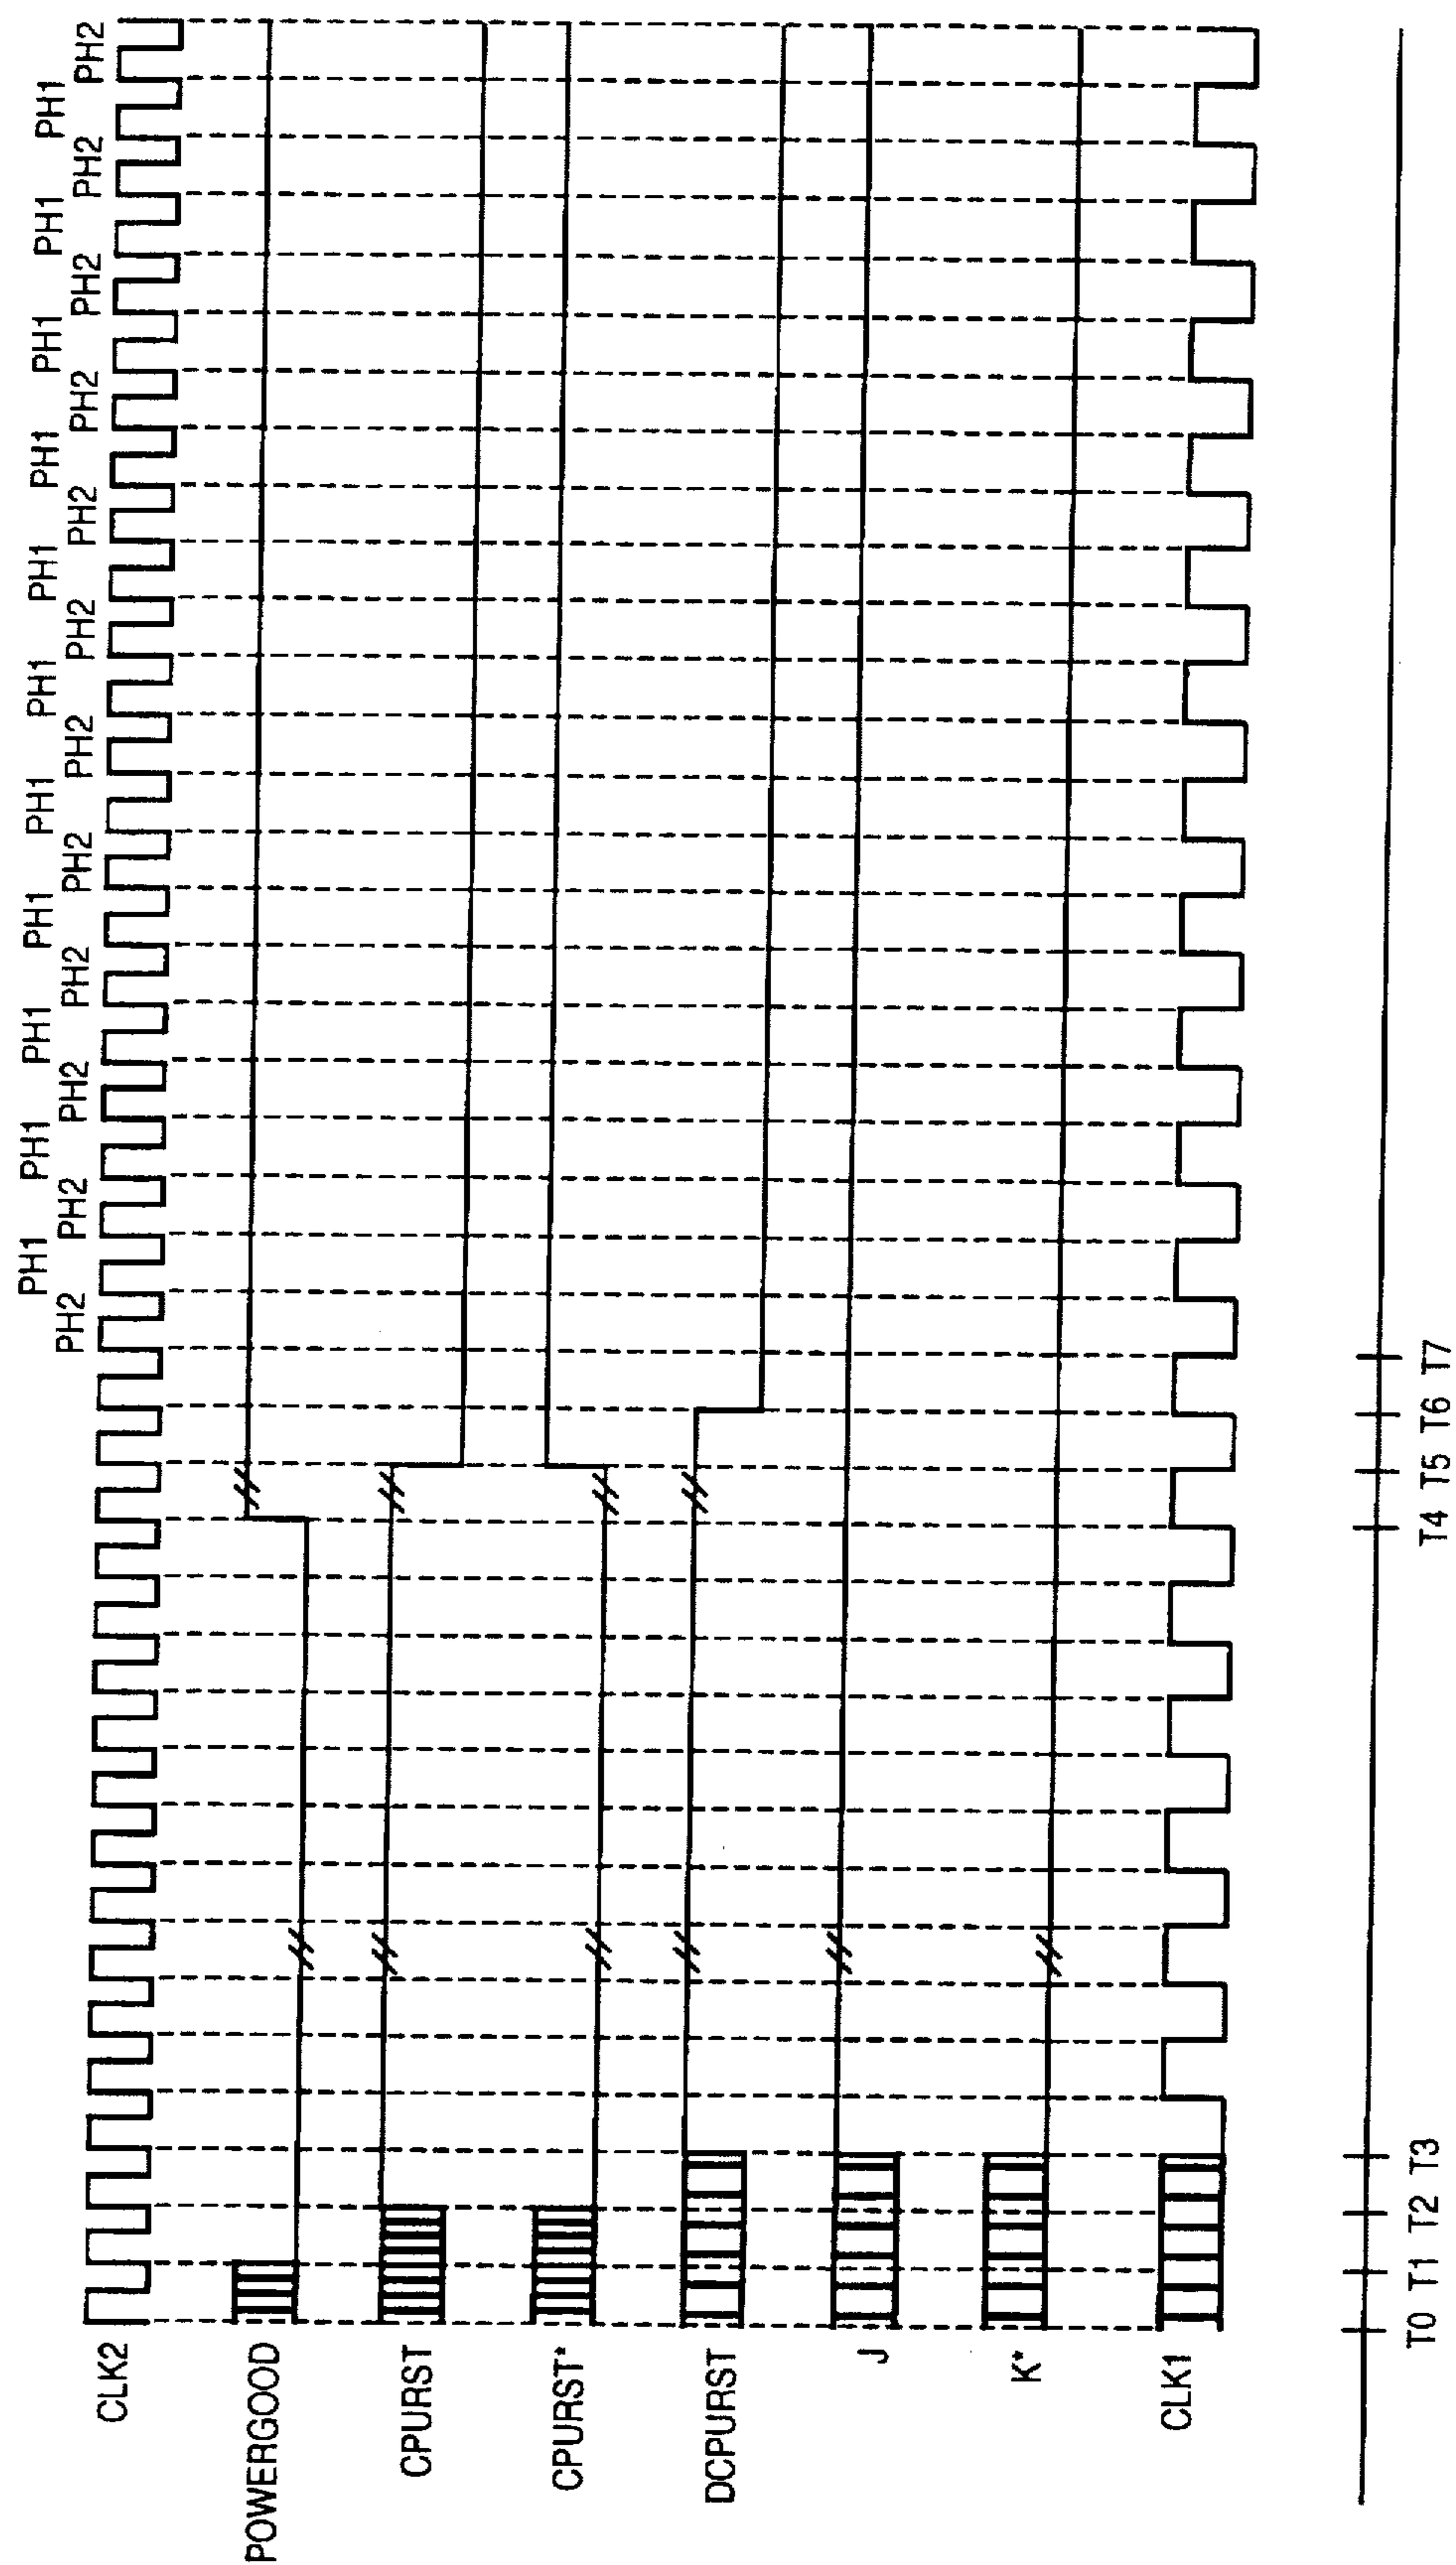 PH1 PH1 PH1 PH1 PH1 PH1 PH1 PH1 PH1 PH1 PH1
PH2 PH2 PH2 PH2 PH2 PH2 PH2 PH2 PH2 PH2 PH2 PH2
CLK2
POWERGOOD
CPURST
CPURST*
DCPURST
J
K*
CLK1
T0 T1 T2 T3 T4 T5 T6 T7